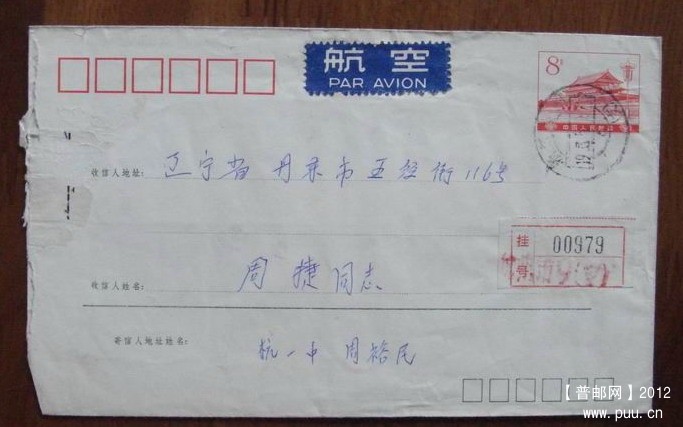 航空
PAR AVION
8分
中国人民邮政
收信人地址: 辽宁省 丹东市 五经街 116号
挂号 00979
收信人姓名: 周捷同志
寄信人地址姓名: 杭一中 周裕民
【普邮网】2012
www.puu.cn